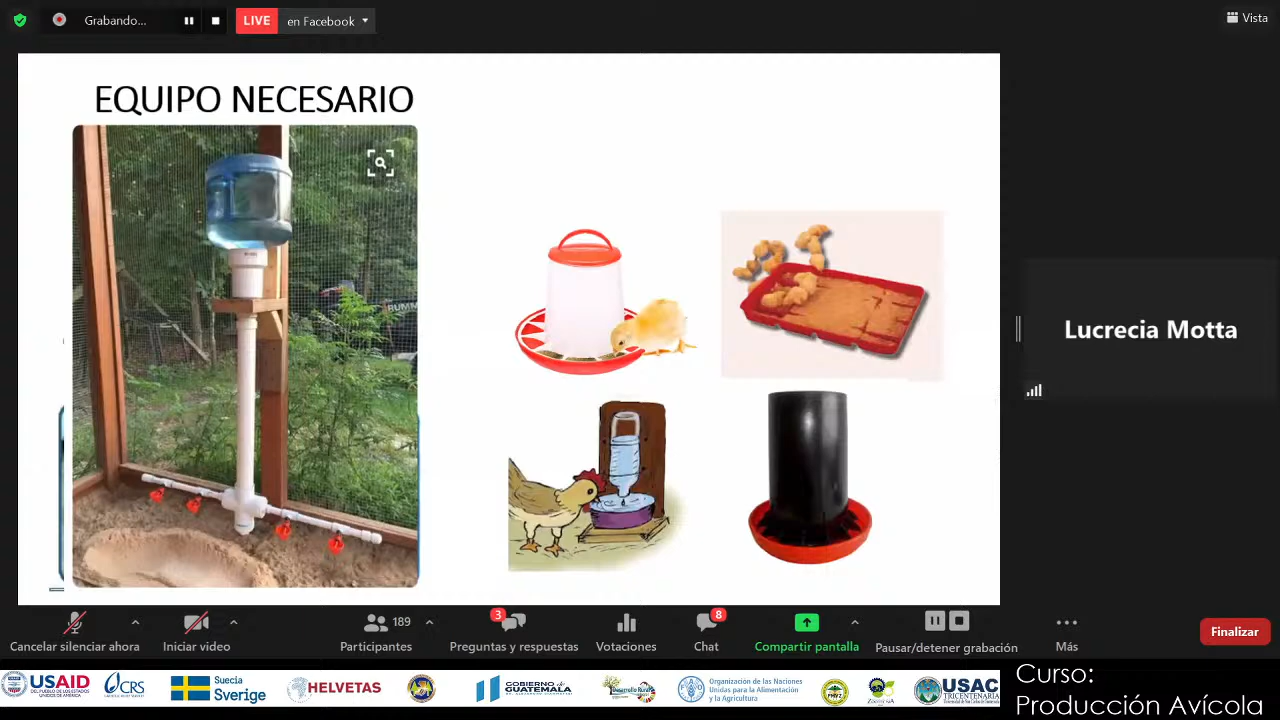 Grabando...
LIVE
en Facebook
Vista
EQUIPO NECESARIO
Lucrecia Motta
Cancelar silenciar ahora
Iniciar video
189
Participantes
3
Preguntas y respuestas
Votaciones
8
Chat
Compartir pantalla
Pausar/detener grabación
Más
Finalizar
USAID
DEL PUEBLO DE LOS ESTADOS
UNIDOS DE AMÉRICA
CRS
Suecia
Sverige
HELVETAS
GOBIERNO de
GUATEMALA
Desarrollo Rural
Organización de las Naciones
Unidas para la Alimentación
y la Agricultura
FMVZ
ZOOTECNIA
USAC
TRICENTENARIA
Universidad de San Carlos de Guatemala
Curso:
Producción Avícola